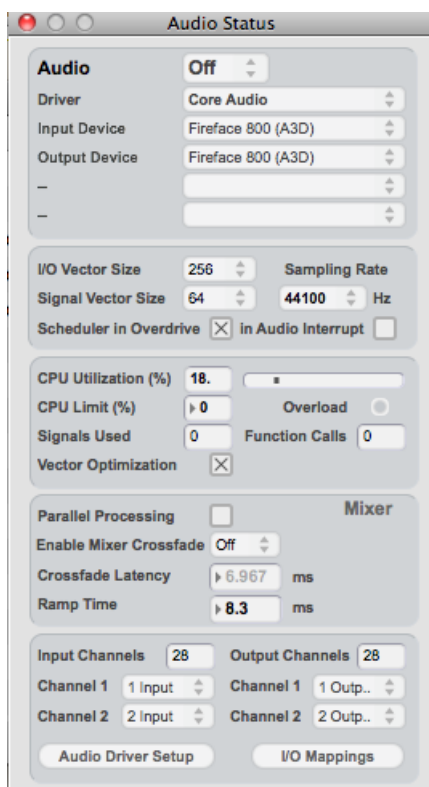 Audio Status
Audio Off
Driver Core Audio
Input Device Fireface 800 (A3D)
Output Device Fireface 800 (A3D)
–
–
I/O Vector Size 256 Sampling Rate
Signal Vector Size 64 44100 Hz
Scheduler in Overdrive in Audio Interrupt
CPU Utilization (%) 18.
CPU Limit (%) 0 Overload
Signals Used 0 Function Calls 0
Vector Optimization
Parallel Processing Mixer
Enable Mixer Crossfade Off
Crossfade Latency 6.967 ms
Ramp Time 8.3 ms
Input Channels 28 Output Channels 28
Channel 1 1 Input Channel 1 1 Outp..
Channel 2 2 Input Channel 2 2 Outp..
Audio Driver Setup I/O Mappings